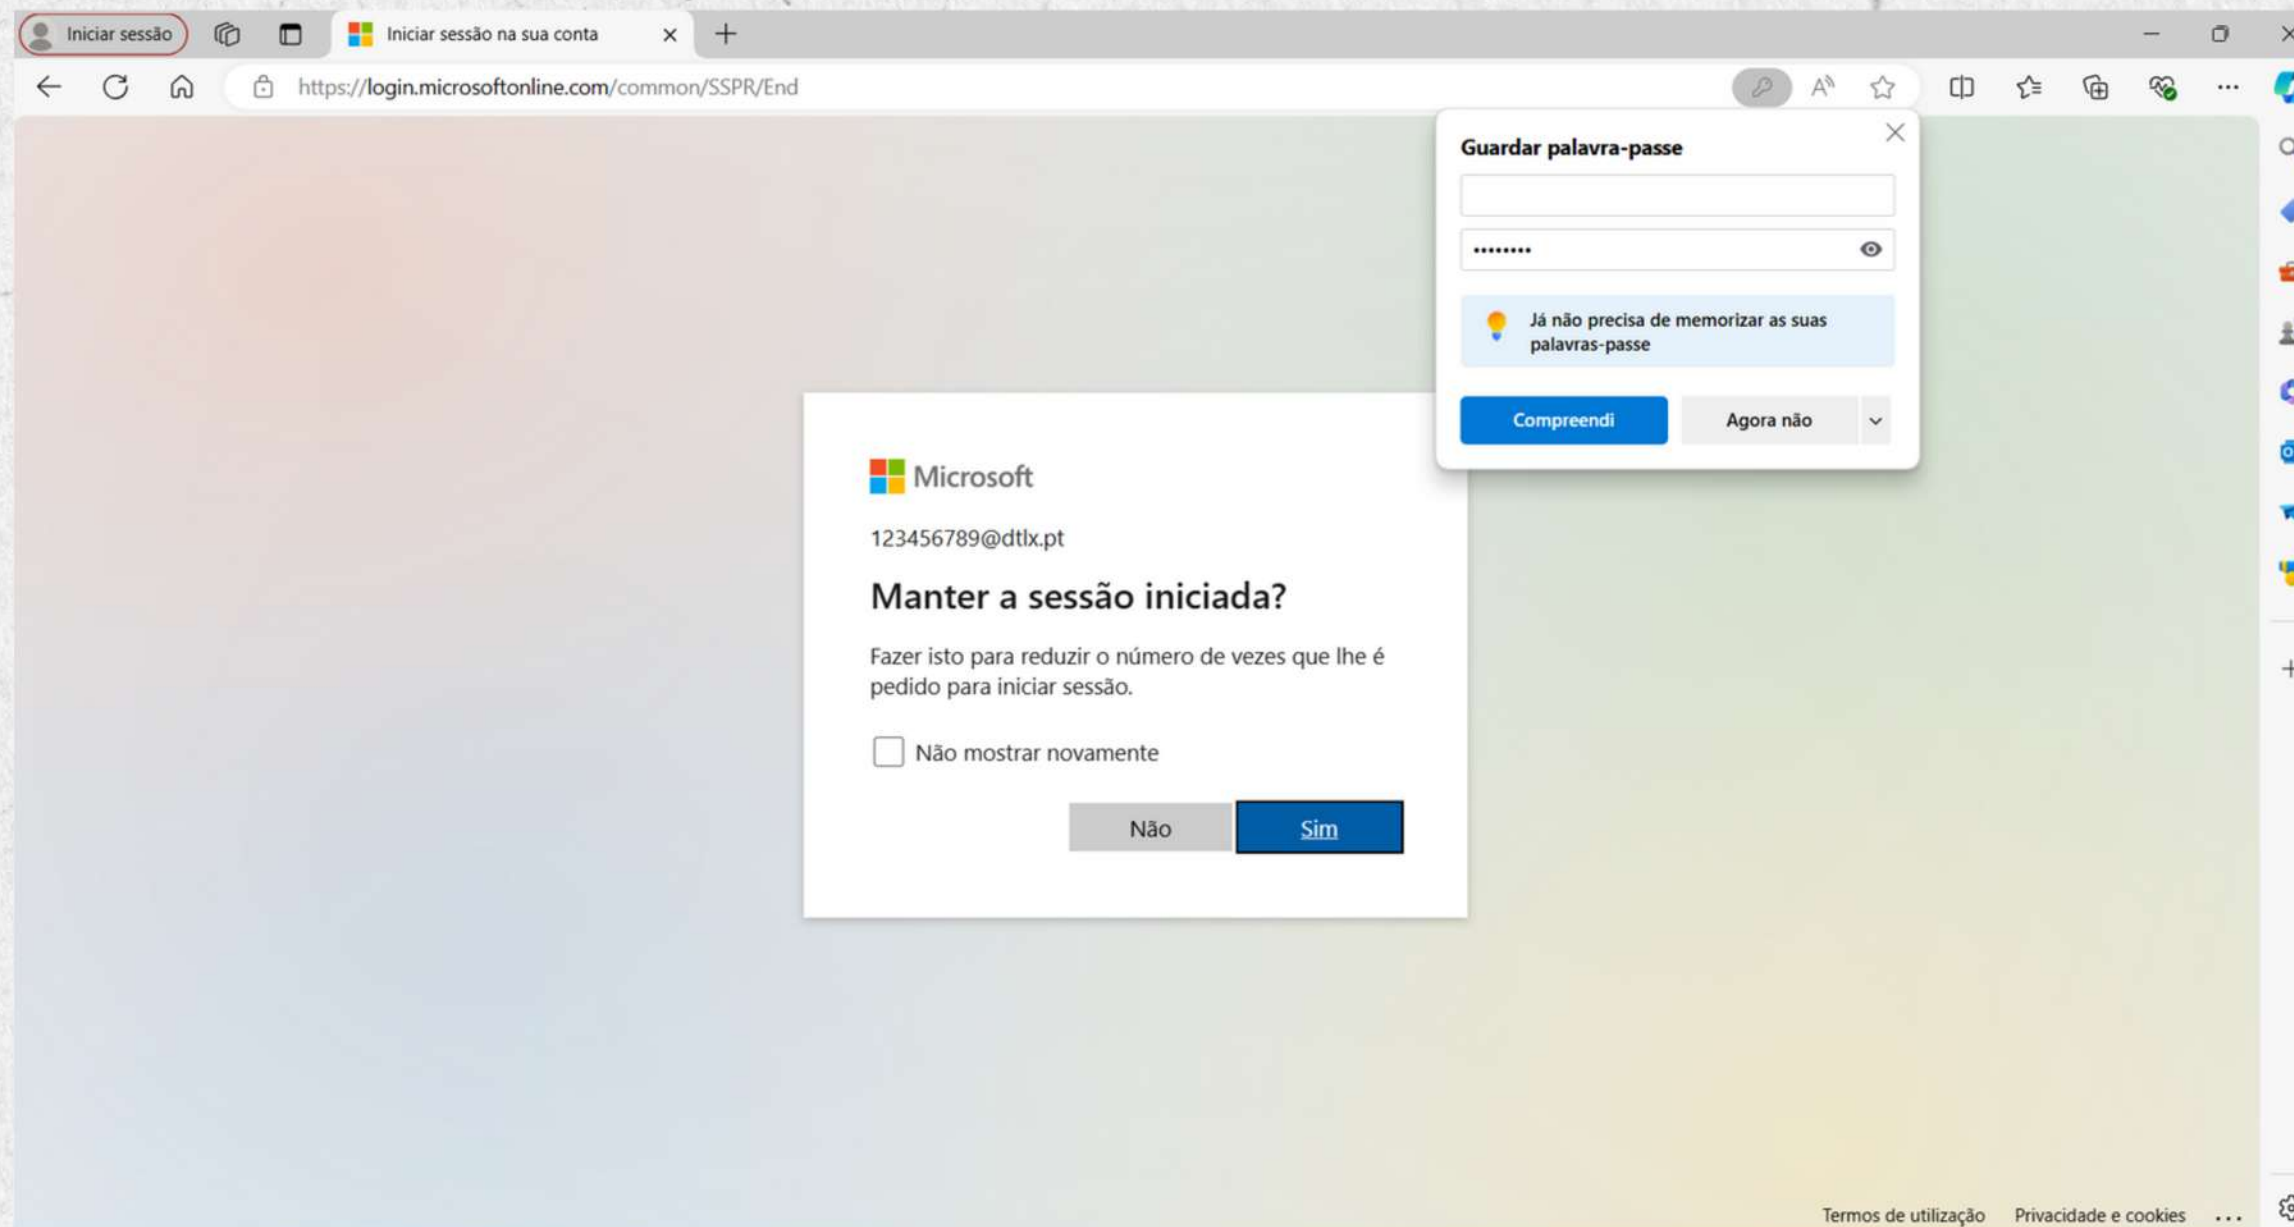 Iniciar sessão
Iniciar sessão na sua conta
https://login.microsoftonline.com/common/SSPR/End
Guardar palavra-passe
••••••••
Já não precisa de memorizar as suas
palavras-passe
Compreendi
Agora não
Microsoft
123456789@dtlx.pt
Manter a sessão iniciada?
Fazer isto para reduzir o número de vezes que lhe é
pedido para iniciar sessão.
Não mostrar novamente
Não
Sim
Termos de utilização Privacidade e cookies ...